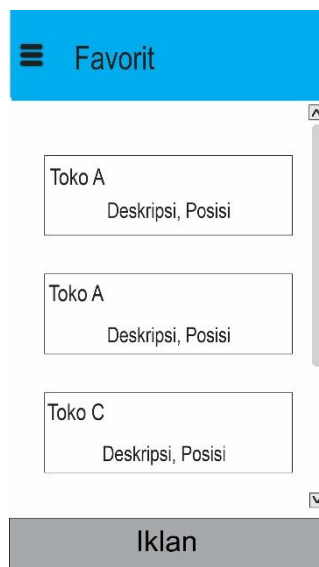 Favorit
Toko A
Deskripsi, Posisi
Toko A
Deskripsi, Posisi
Toko C
Deskripsi, Posisi
Iklan